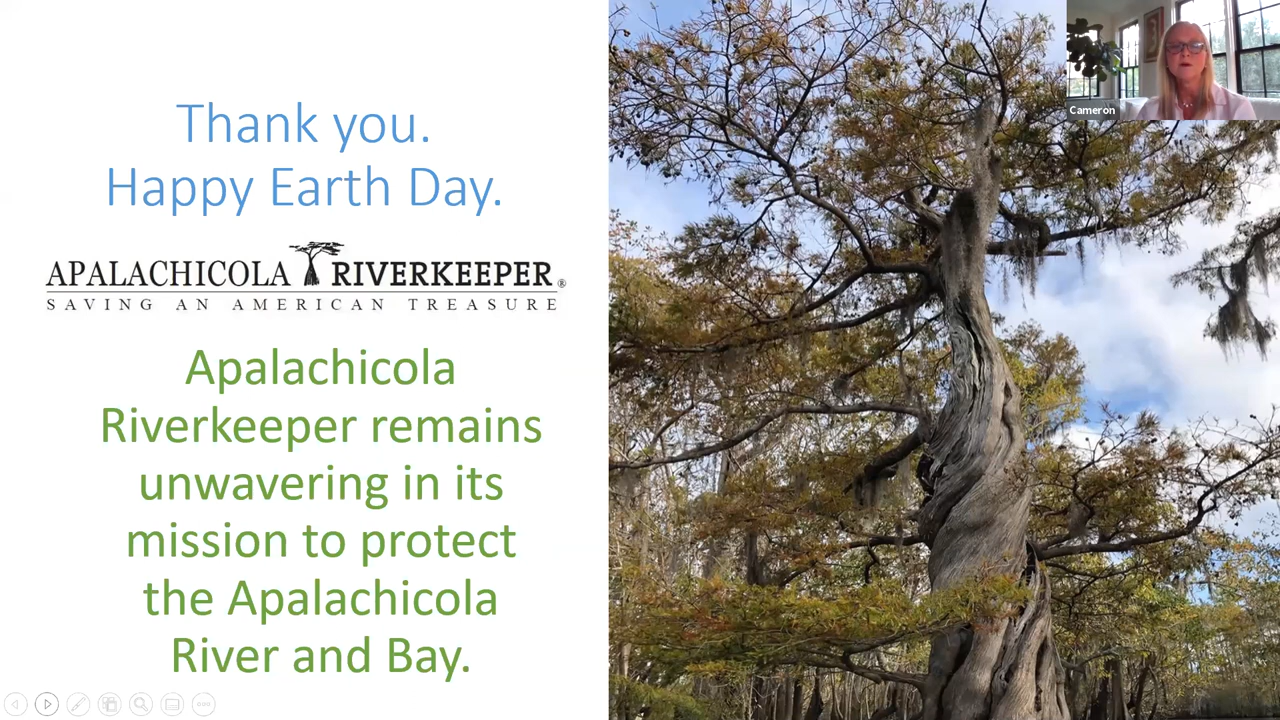 Thank you.
Happy Earth Day.
APALACHICOLA RIVERKEEPER®
SAVING AN AMERICAN TREASURE
Apalachicola
Riverkeeper remains
unwavering in its
mission to protect
the Apalachicola
River and Bay.
Cameron